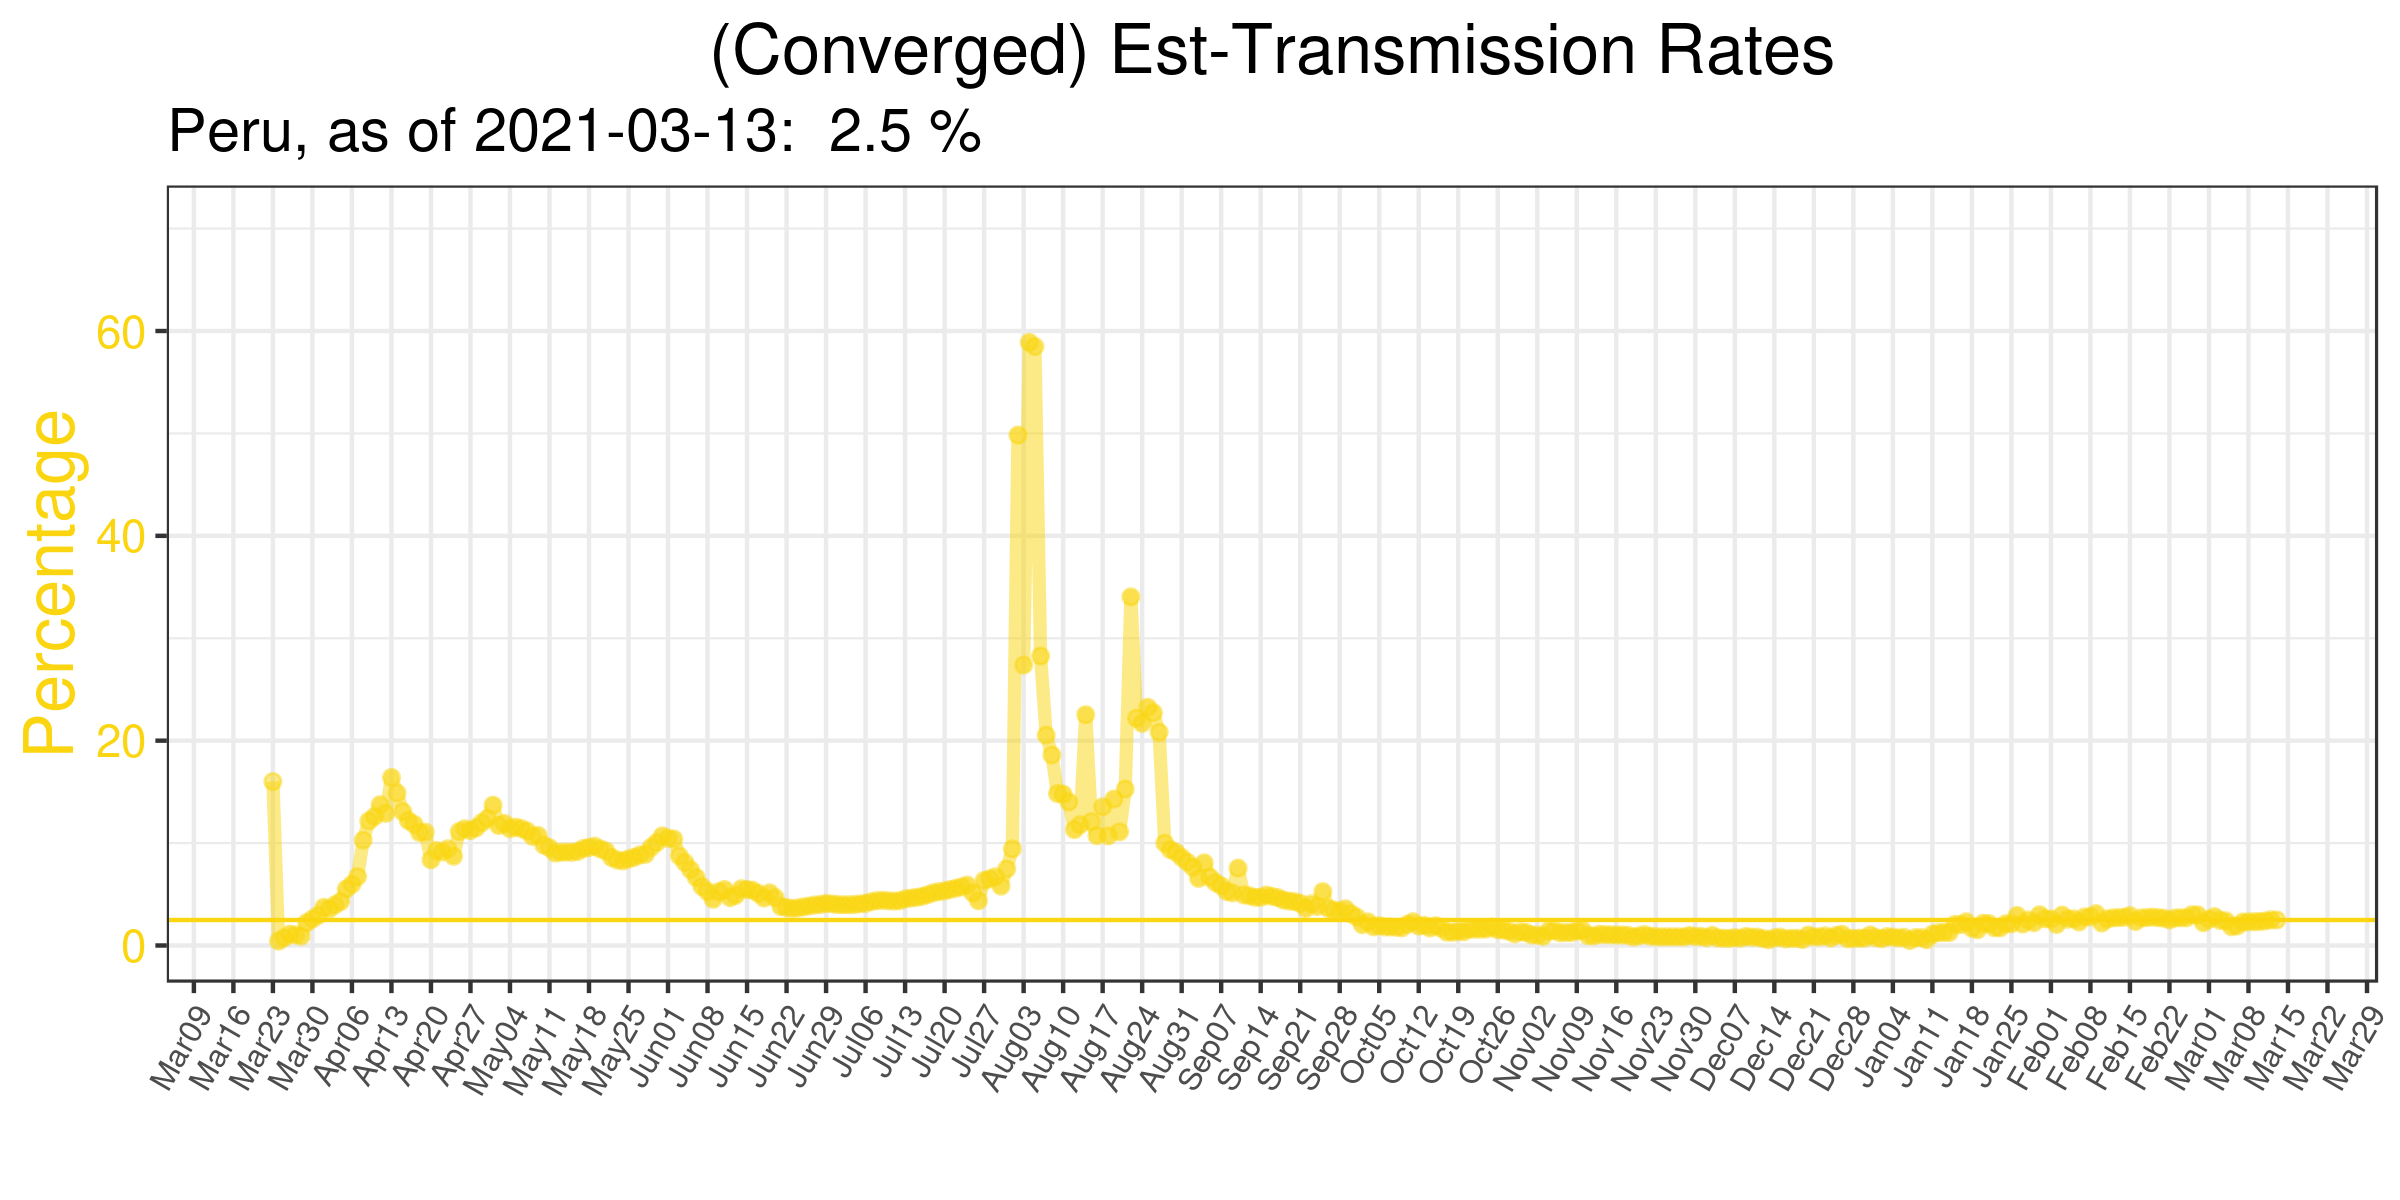 (Converged) Est-Transmission Rates
Peru, as of 2021-03-13:  2.5 %
Percentage
60
40
20
0
Mar09
Mar16
Mar23
Mar30
Apr06
Apr13
Apr20
Apr27
May04
May11
May18
May25
Jun01
Jun08
Jun15
Jun22
Jun29
Jul06
Jul13
Jul20
Jul27
Aug03
Aug10
Aug17
Aug24
Aug31
Sep07
Sep14
Sep21
Sep28
Oct05
Oct12
Oct19
Oct26
Nov02
Nov09
Nov16
Nov23
Nov30
Dec07
Dec14
Dec21
Dec28
Jan04
Jan11
Jan18
Jan25
Feb01
Feb08
Feb15
Feb22
Mar01
Mar08
Mar15
Mar22
Mar29